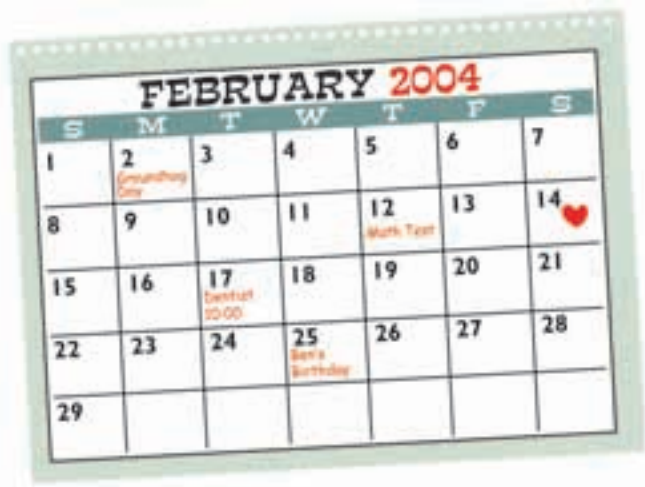 FEBRUARY 2004
S M T W T F S
1 2 3 4 5 6 7
Groundhog
Day
8 9 10 11 12 13 14
Math Test
15 16 17 18 19 20 21
Dentist
10:00
22 23 24 25 26 27 28
Ben's
Birthday
29